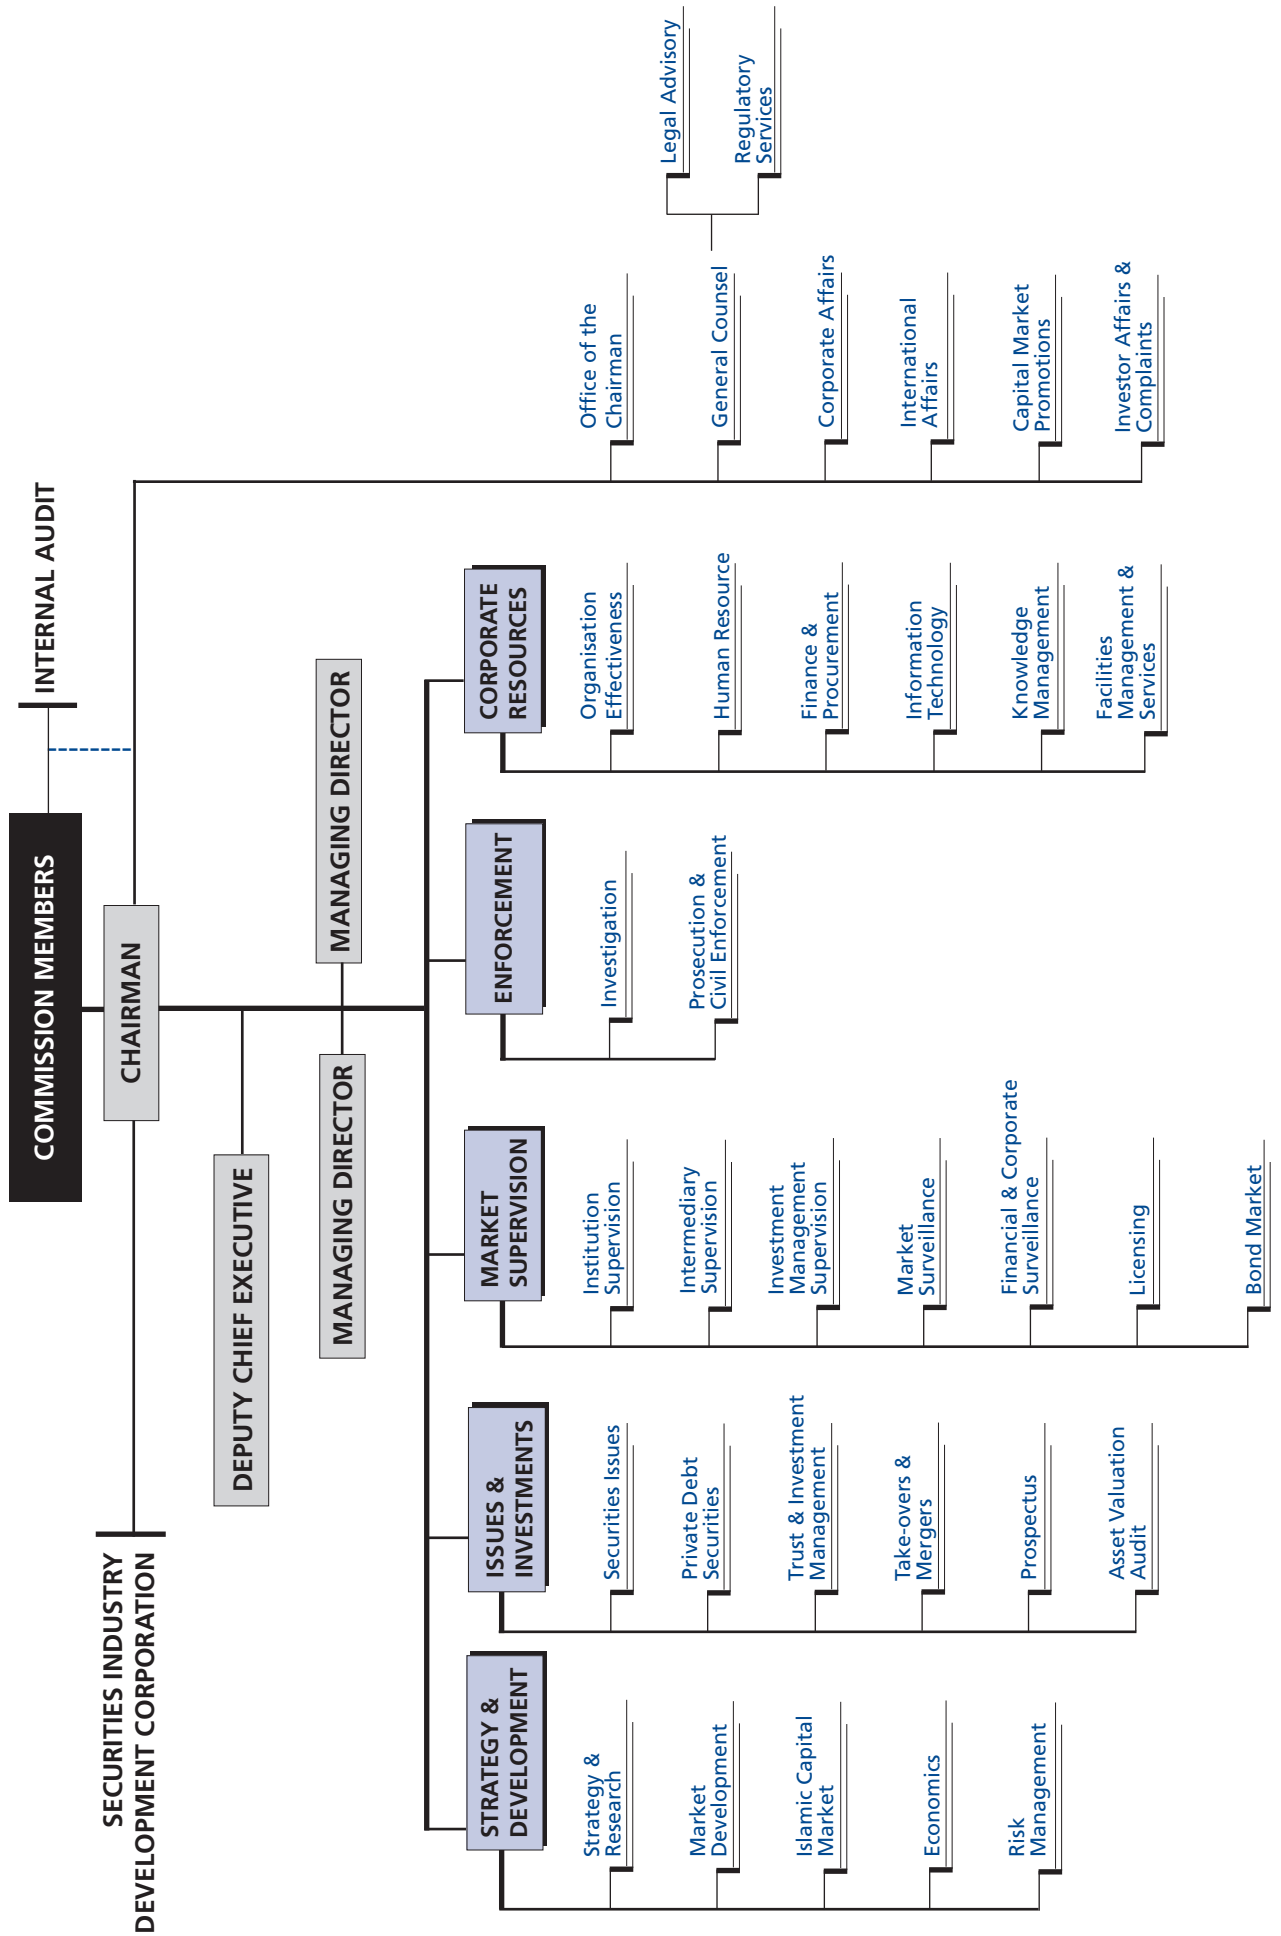 COMMISSION MEMBERS
INTERNAL AUDIT
CHAIRMAN
SECURITIES INDUSTRY
DEVELOPMENT CORPORATION
DEPUTY CHIEF EXECUTIVE
MANAGING DIRECTOR
MANAGING DIRECTOR
STRATEGY &
DEVELOPMENT
Strategy &
Research
Market
Development
Islamic Capital
Market
Economics
Risk
Management
ISSUES &
INVESTMENTS
Securities Issues
Private Debt
Securities
Trust & Investment
Management
Take-overs &
Mergers
Prospectus
Asset Valuation
Audit
MARKET
SUPERVISION
Institution
Supervision
Intermediary
Supervision
Investment
Management
Supervision
Market
Surveillance
Financial & Corporate
Surveillance
Licensing
Bond Market
ENFORCEMENT
Investigation
Prosecution &
Civil Enforcement
CORPORATE
RESOURCES
Organisation
Effectiveness
Human Resource
Finance &
Procurement
Information
Technology
Knowledge
Management
Facilities
Management &
Services
Office of the
Chairman
General Counsel
Legal Advisory
Regulatory
Services
Corporate Affairs
International
Affairs
Capital Market
Promotions
Investor Affairs &
Complaints